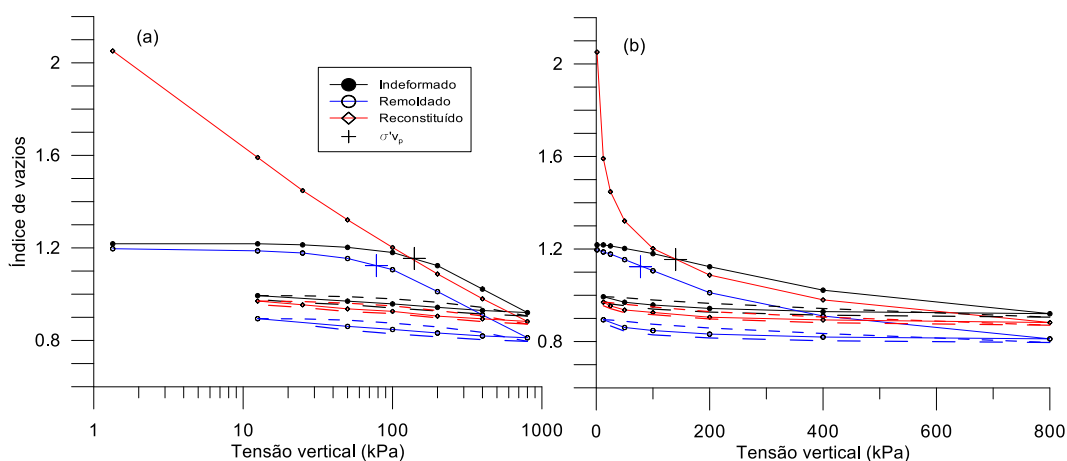 (a)
(b)
2
1.6
1.2
0.8
Índice de vazios
Indeformado
Remoldado
Reconstituído
σ'vp
1 10 100 1000
Tensão vertical (kPa)
2
1.6
1.2
0.8
0 200 400 600 800
Tensão vertical (kPa)